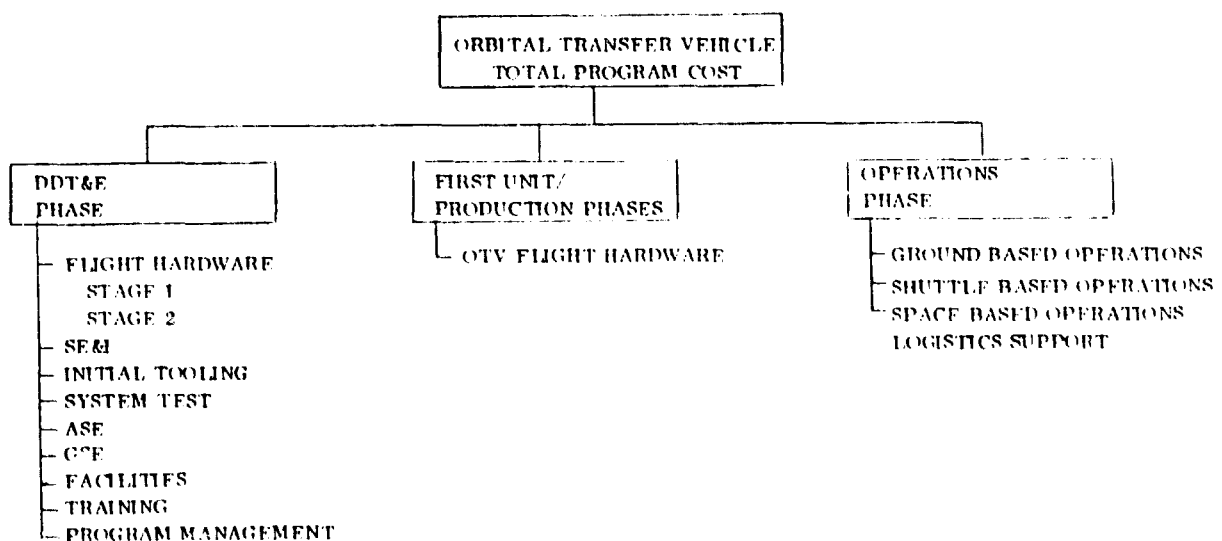 ORBITAL TRANSFER VEHICLE
TOTAL PROGRAM COST
DDT&E
PHASE
FLIGHT HARDWARE
STAGE 1
STAGE 2
SE&I
INITIAL TOOLING
SYSTEM TEST
ASE
FACILITIES
TRAINING
PROGRAM MANAGEMENT
FIRST UNIT/
PRODUCTION PHASES
OTV FLIGHT HARDWARE
OPERATIONS
PHASE
GROUND BASED OPERATIONS
SHUTTLE BASED OPERATIONS
SPACE BASED OPERATIONS
LOGISTICS SUPPORT